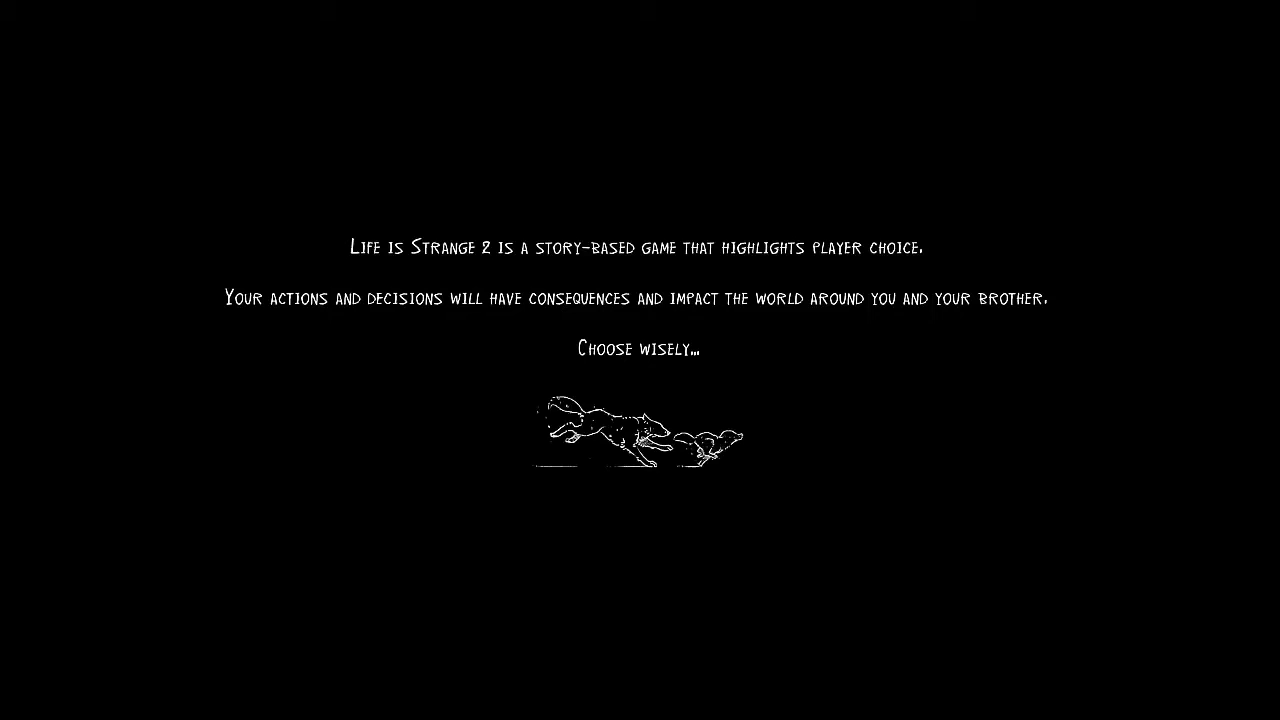 Life is Strange 2 is a story-based game that highlights player choice.
Your actions and decisions will have consequences and impact the world around you and your brother.
Choose wisely...